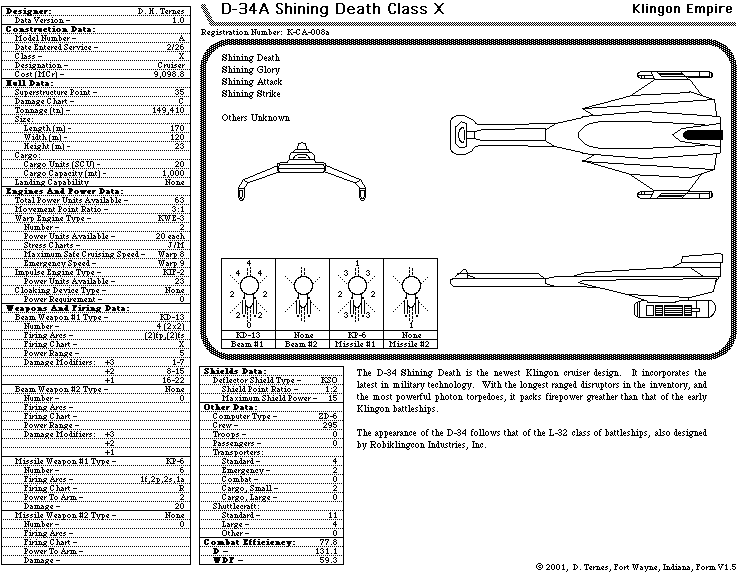 D-34A Shining Death Class X
Klingon Empire
Registration Number: K-CA-008a
Designer: D. H. Ternes
Data Version - 1.0
Construction Data:
Model Number - A
Date Entered Service - 2/26
Class - X
Designation - Cruiser
Cost (MCr) - 9,098.8
Hull Data:
Superstructure Point - 35
Damage Chart - C
Tonnage (tn) - 149,410
Size:
Length (m) - 170
Width (m) - 120
Height (m) - 23
Cargo:
Cargo Units (SCU) - 20
Cargo Capacity (mt) - 1,000
Landing Capability None
Engines And Power Data:
Total Power Units Available - 63
Movement Point Ratio - 3:1
Warp Engine Type - KWE-3
Number - 2
Power Units Available - 20 each
Stress Charts - J/M
Maximum Safe Cruising Speed - Warp 8
Emergency Speed - Warp 9
Impulse Engine Type - KIF-2
Power Units Available - 23
Cloaking Device Type - None
Power Requirement - 0
Weapons And Firing Data:
Beam Weapon #1 Type - KD-13
Number - 4 (2x2)
Firing Arcs - (2)fp,(2)fs
Firing Chart - X
Power Range - 5
Damage Modifiers: +3 1-7
+2 8-15
+1 16-22
Beam Weapon #2 Type - None
Number - 0
Firing Arcs -
Firing Chart -
Power Range -
Damage Modifiers: +3
+2
+1
Missile Weapon #1 Type - KP-6
Number - 6
Firing Arcs - 1f,2p,2s,1a
Firing Chart - R
Power To Arm - 2
Damage - 20
Missile Weapon #2 Type - None
Number - 0
Firing Arcs -
Firing Chart -
Power To Arm -
Damage -
Shining Death
Shining Glory
Shining Attack
Shining Strike
Others Unknown
4 1
4 4 3 3
2 2 2 2
2 2 3 3
0 1
KD-13 None KP-6 None
Beam #1 Beam #2 Missile #1 Missile #2
Shields Data:
Deflector Shield Type - KSO
Shield Point Ratio - 1:2
Maximum Shield Power - 15
Other Data:
Computer Type - ZD-6
Crew - 295
Troops - 0
Passengers - 0
Transporters:
Standard - 4
Emergency - 2
Combat - 0
Cargo, Small - 2
Cargo, Large - 0
Shuttlecraft:
Standard - 11
Large - 4
Other - 0
Combat Efficiency: 77.8
D - 131.1
WDF - 59.3
The D-34 Shining Death is the newest Klingon cruiser design. It incorporates the
latest in military technology. With the longest ranged disruptors in the inventory, and
the most powerful photon torpedoes, it packs firepower greather than that of the early
Klingon battleships.
The appearance of the D-34 follows that of the L-32 class of battleships, also designed
by Robiklingcon Industries, Inc.
© 2001, D. Ternes, Fort Wayne, Indiana, Form V1.5